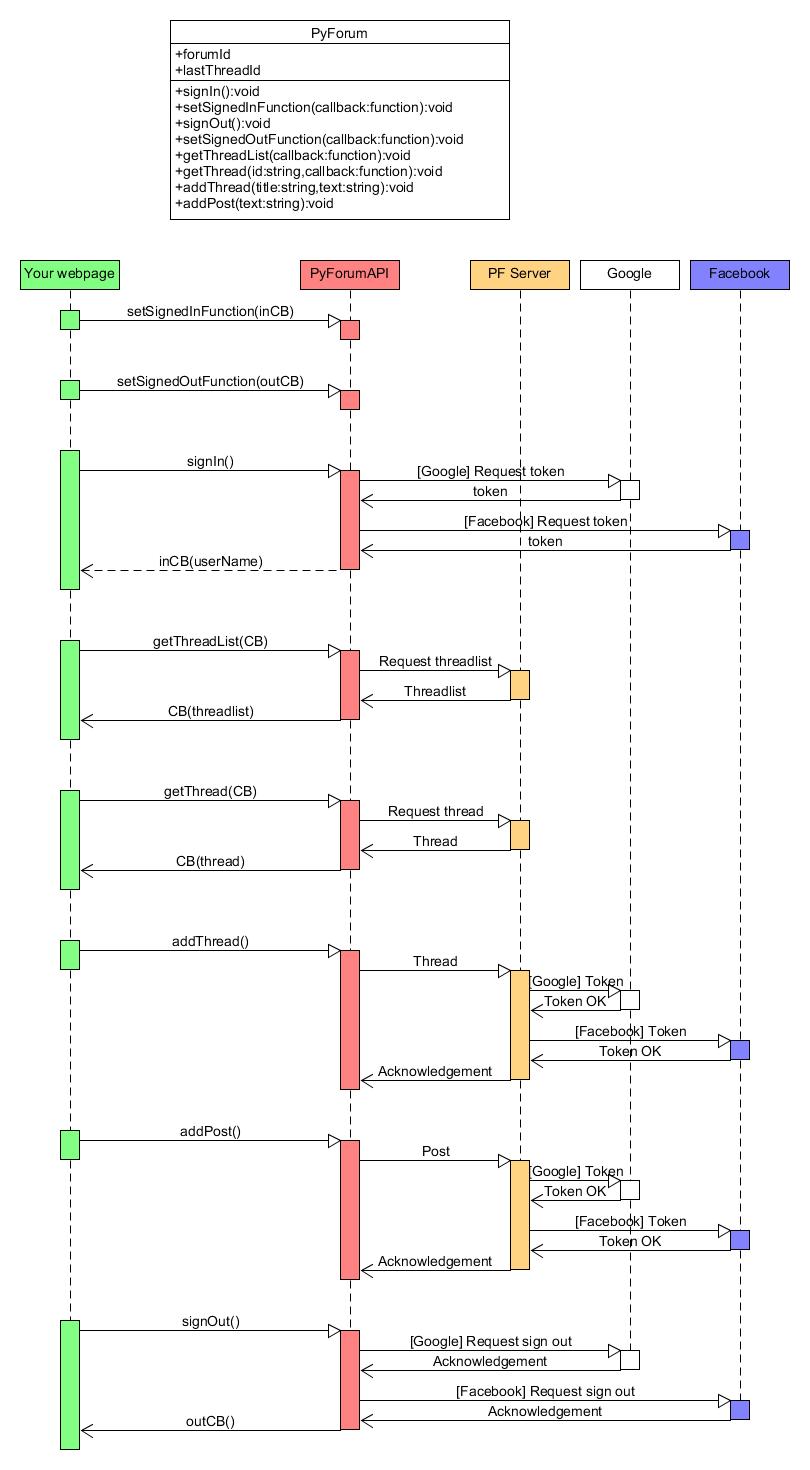 PyForum
+forumId
+lastThreadId
+signIn():void
+setSignedInFunction(callback:function):void
+signOut():void
+setSignedOutFunction(callback:function):void
+getThreadList(callback:function):void
+getThread(id:string,callback:function):void
+addThread(title:string,text:string):void
+addPost(text:string):void
Your webpage
PyForumAPI
PF Server
Google
Facebook
setSignedInFunction(inCB)
setSignedOutFunction(outCB)
signIn()
[Google] Request token
token
[Facebook] Request token
token
inCB(userName)
getThreadList(CB)
Request threadlist
Threadlist
CB(threadlist)
getThread(CB)
Request thread
Thread
CB(thread)
addThread()
Thread
[Google] Token
Token OK
[Facebook] Token
Token OK
Acknowledgement
addPost()
Post
[Google] Token
Token OK
[Facebook] Token
Token OK
Acknowledgement
signOut()
[Google] Request sign out
Acknowledgement
[Facebook] Request sign out
Acknowledgement
outCB()